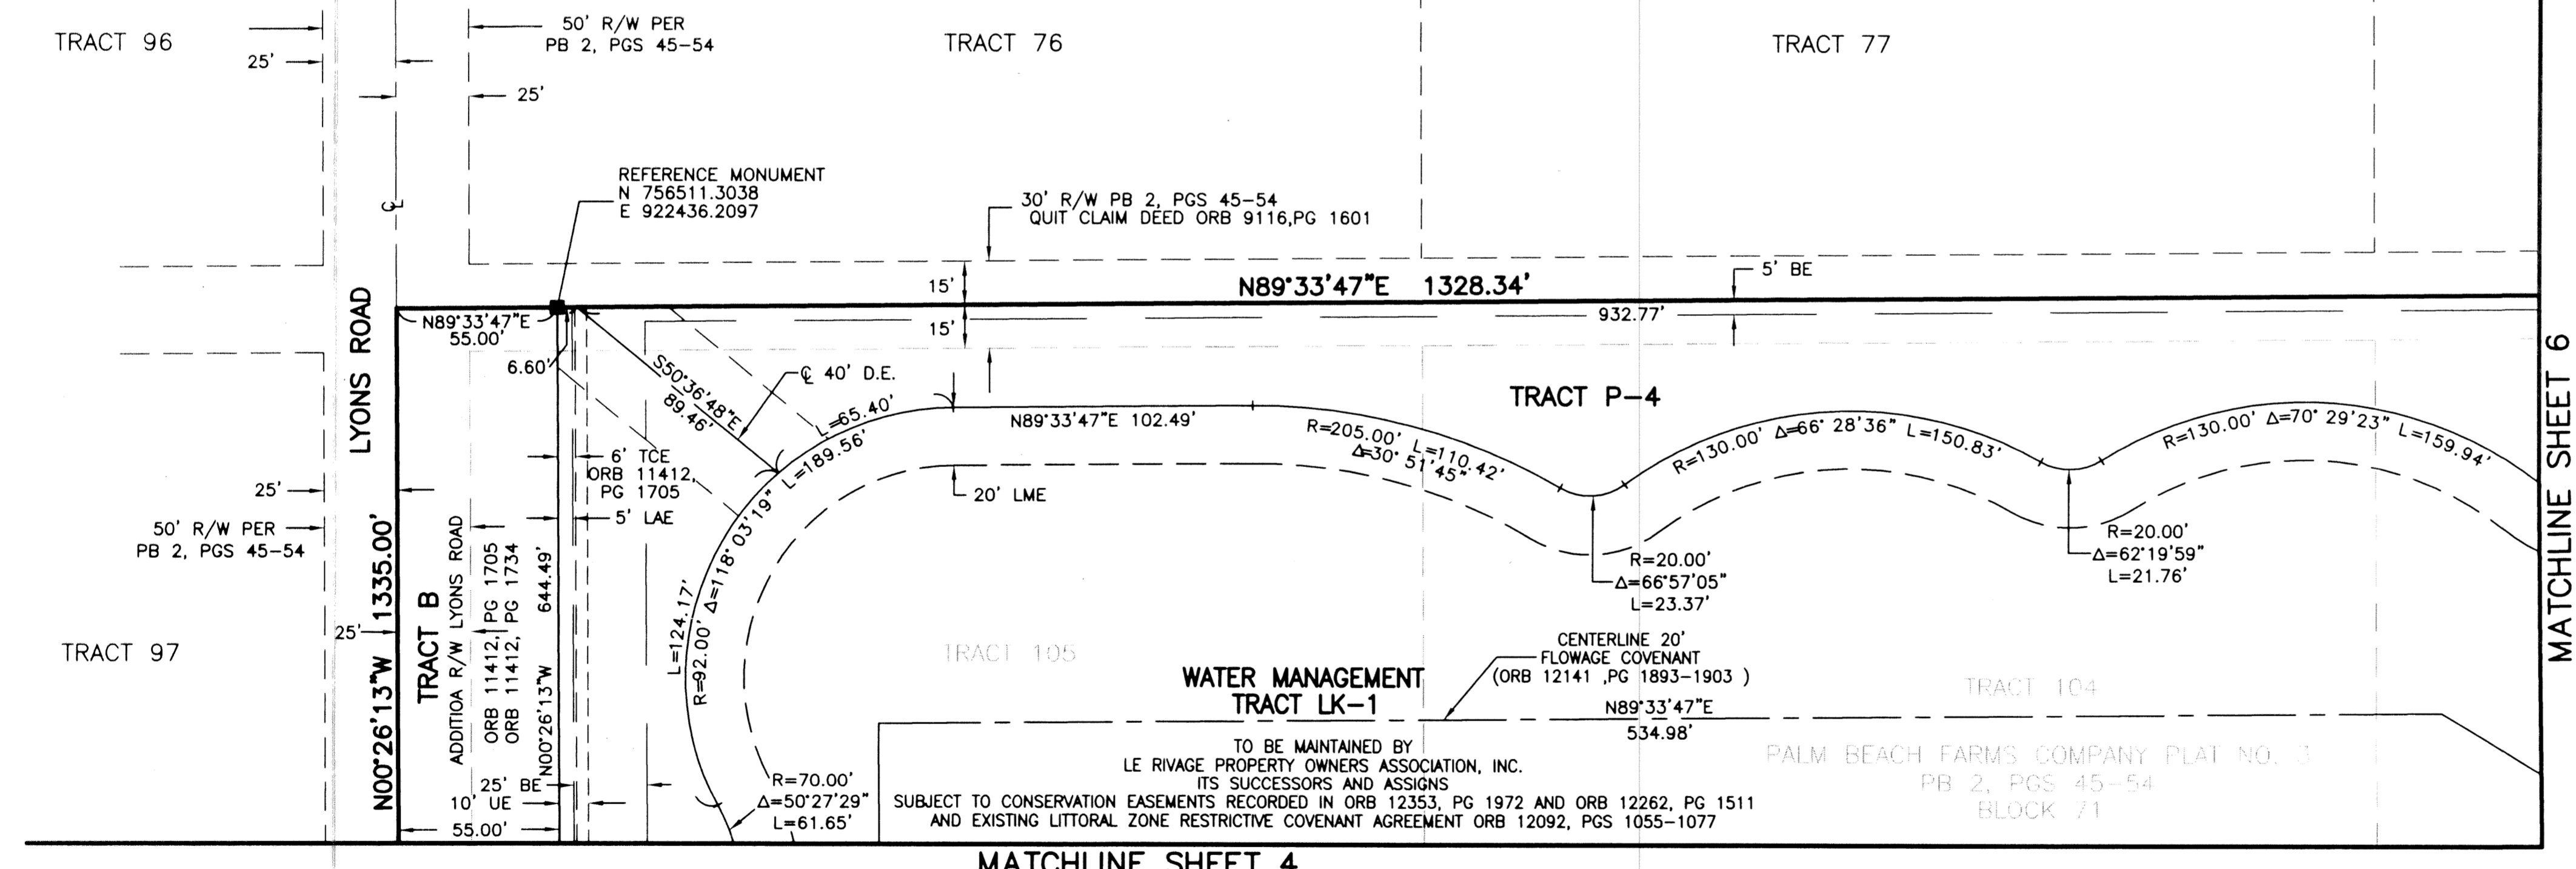 TRACT 96
25'
50' R/W PER
PB 2, PGS 45-54
25'
TRACT 76
TRACT 77
REFERENCE MONUMENT
N 756511.3038
E 922436.2097
30' R/W PB 2, PGS 45-54
QUIT CLAIM DEED ORB 9116,PG 1601
15'
N89°33'47"E 1328.34'
5' BE
15'
932.77'
LYONS ROAD
N89°33'47"E
55.00'
6.60'
S50°36'48"E
89.46'
℄ 40' D.E.
L=65.40'
L=189.56'
N89°33'47"E 102.49'
TRACT P-4
R=205.00' L=110.42'
Δ=30° 51'45"
R=130.00' Δ=66° 28'36" L=150.83'
R=130.00' Δ=70° 29'23" L=159.94'
MATCHLINE SHEET 6
6' TCE
ORB 11412,
PG 1705
5' LAE
20' LME
25'
50' R/W PER
PB 2, PGS 45-54
25'
TRACT 97
N00°26'13"W 1335.00'
TRACT B
ADDITIOA R/W LYONS ROAD
ORB 11412, PG 1705
ORB 11412, PG 1734
N00°26'13"W 644.49'
L=124.17'
R=92.00' Δ=118° 03'19"
R=20.00'
Δ=66°57'05"
L=23.37'
R=20.00'
Δ=62°19'59"
L=21.76'
TRACT 105
WATER MANAGEMENT
TRACT LK-1
CENTERLINE 20'
FLOWAGE COVENANT
(ORB 12141 ,PG 1893-1903 )
N89°33'47"E
534.98'
TRACT 104
PALM BEACH FARMS COMPANY PLAT NO. 3
PB 2, PGS 45-54
BLOCK 71
TO BE MAINTAINED BY
LE RIVAGE PROPERTY OWNERS ASSOCIATION, INC.
ITS SUCCESSORS AND ASSIGNS
SUBJECT TO CONSERVATION EASEMENTS RECORDED IN ORB 12353, PG 1972 AND ORB 12262, PG 1511
AND EXISTING LITTORAL ZONE RESTRICTIVE COVENANT AGREEMENT ORB 12092, PGS 1055-1077
R=70.00'
Δ=50°27'29"
L=61.65'
25' BE
10' UE
55.00'
MATCHLINE SHEET 4